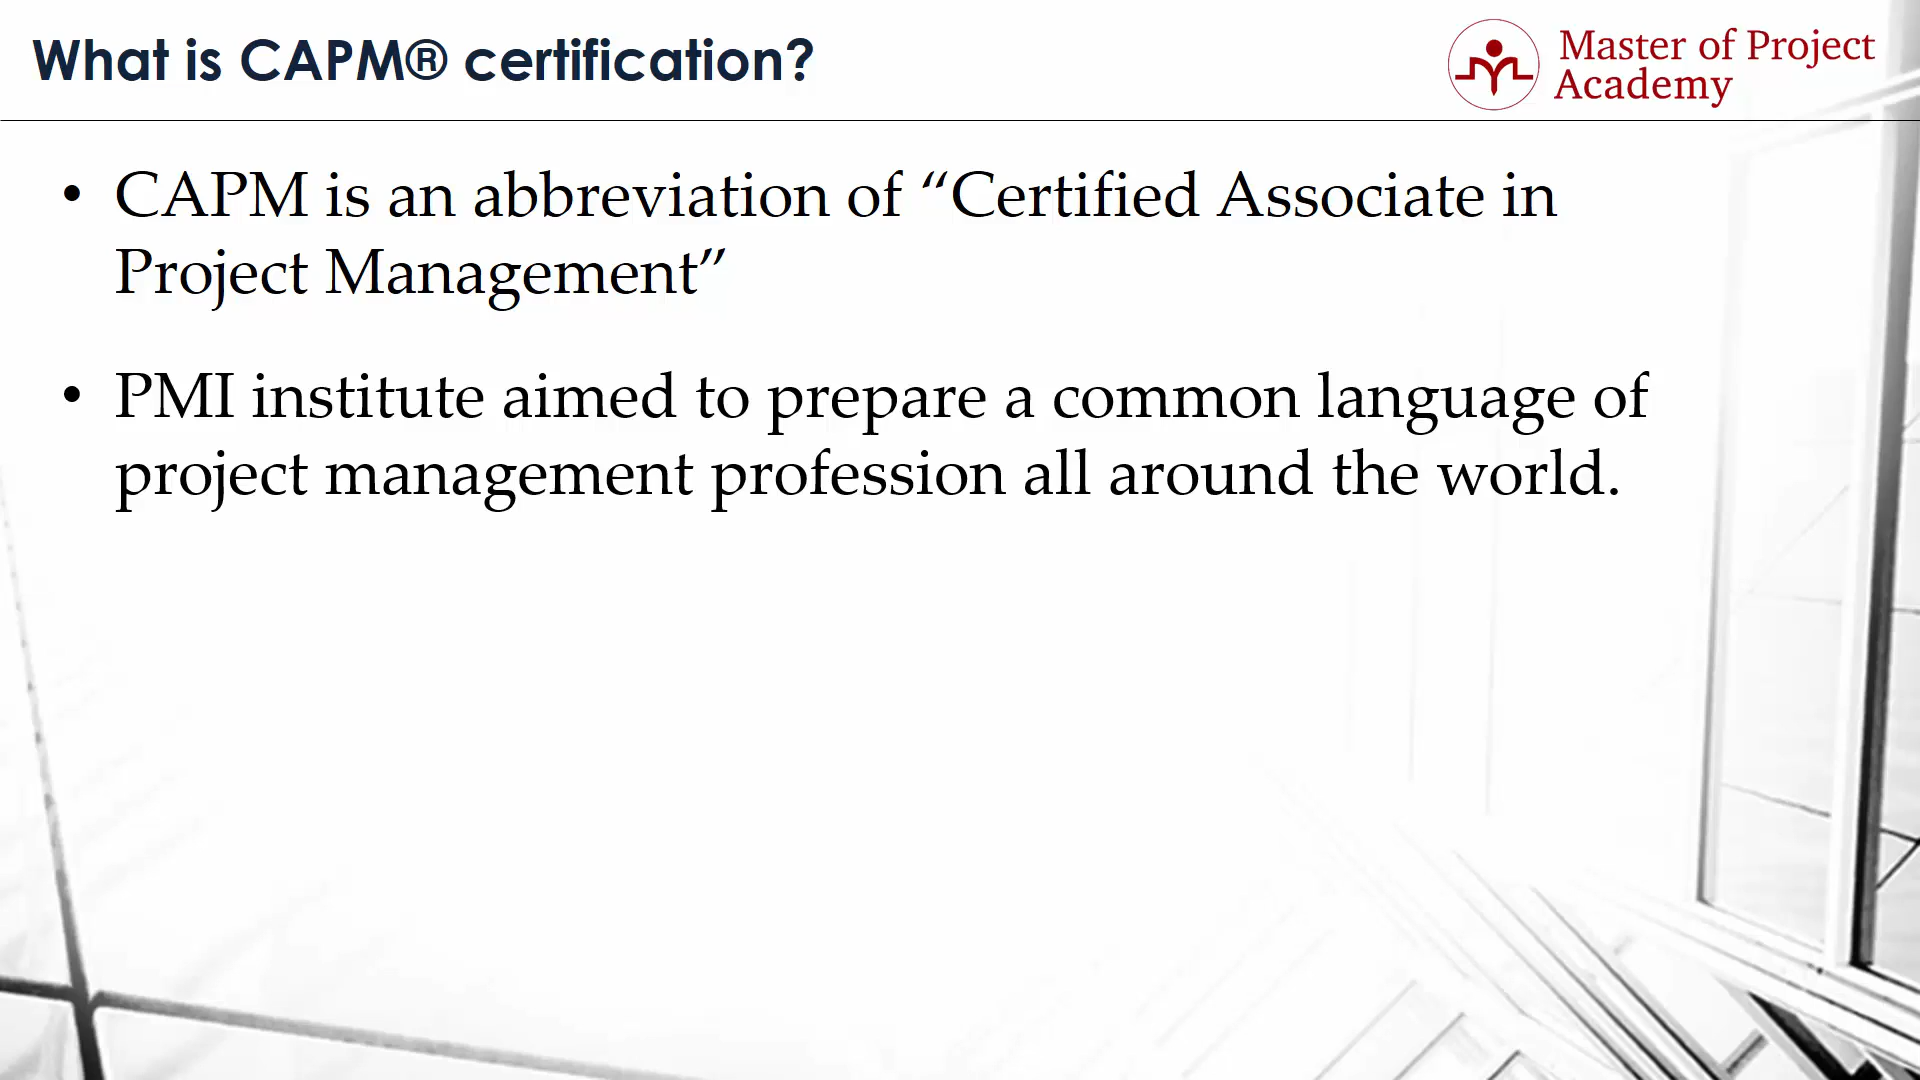 What is CAPM® certification?
Master of Project
Academy
• CAPM is an abbreviation of “Certified Associate in
Project Management”
• PMI institute aimed to prepare a common language of
project management profession all around the world.